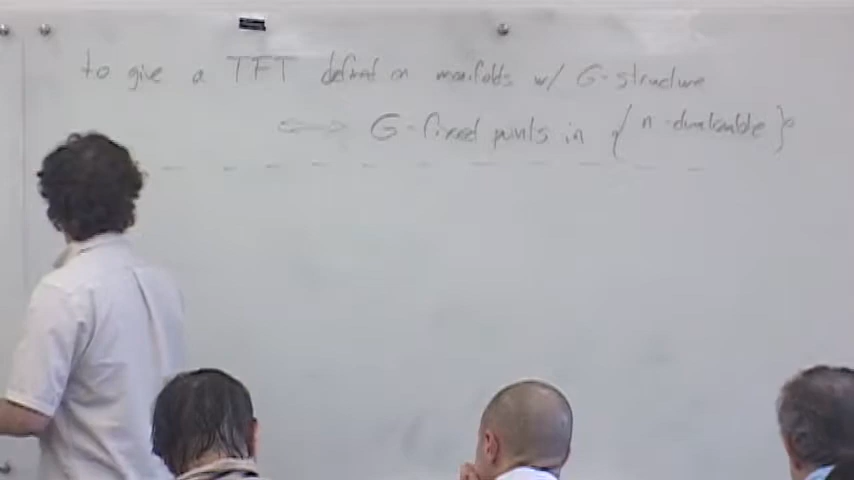 to give a TFT defined on manifolds w/ G-structure
⟷ G-fixed points in { n-dualizable }°